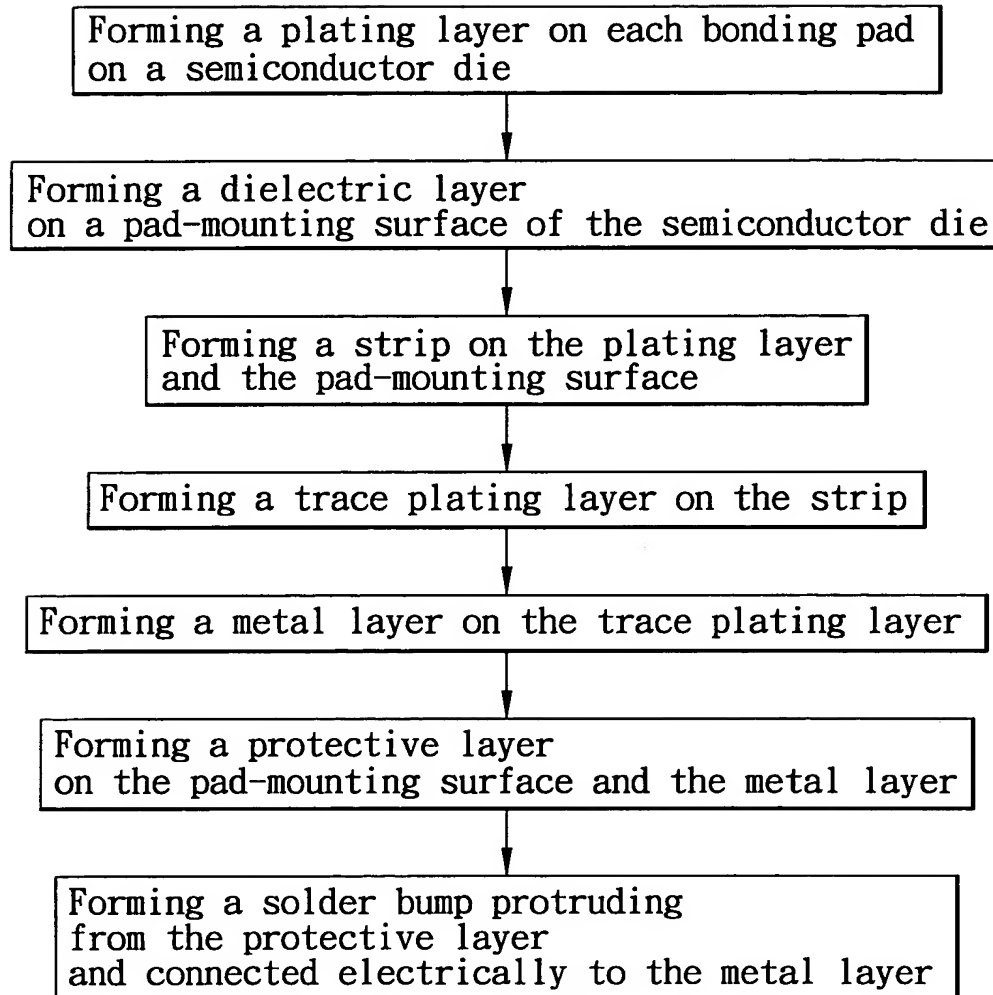 Forming a plating layer on each bonding pad
on a semiconductor die
Forming a dielectric layer
on a pad-mounting surface of the semiconductor die
Forming a strip on the plating layer
and the pad-mounting surface
Forming a trace plating layer on the strip
Forming a metal layer on the trace plating layer
Forming a protective layer
on the pad-mounting surface and the metal layer
Forming a solder bump protruding
from the protective layer
and connected electrically to the metal layer